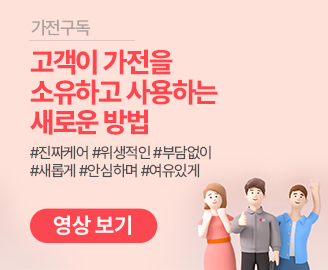 가전구독
고객이 가전을
소유하고 사용하는
새로운 방법
#진짜케어 #위생적인 #부담없이
#새롭게 #안심하며 #여유있게
영상 보기